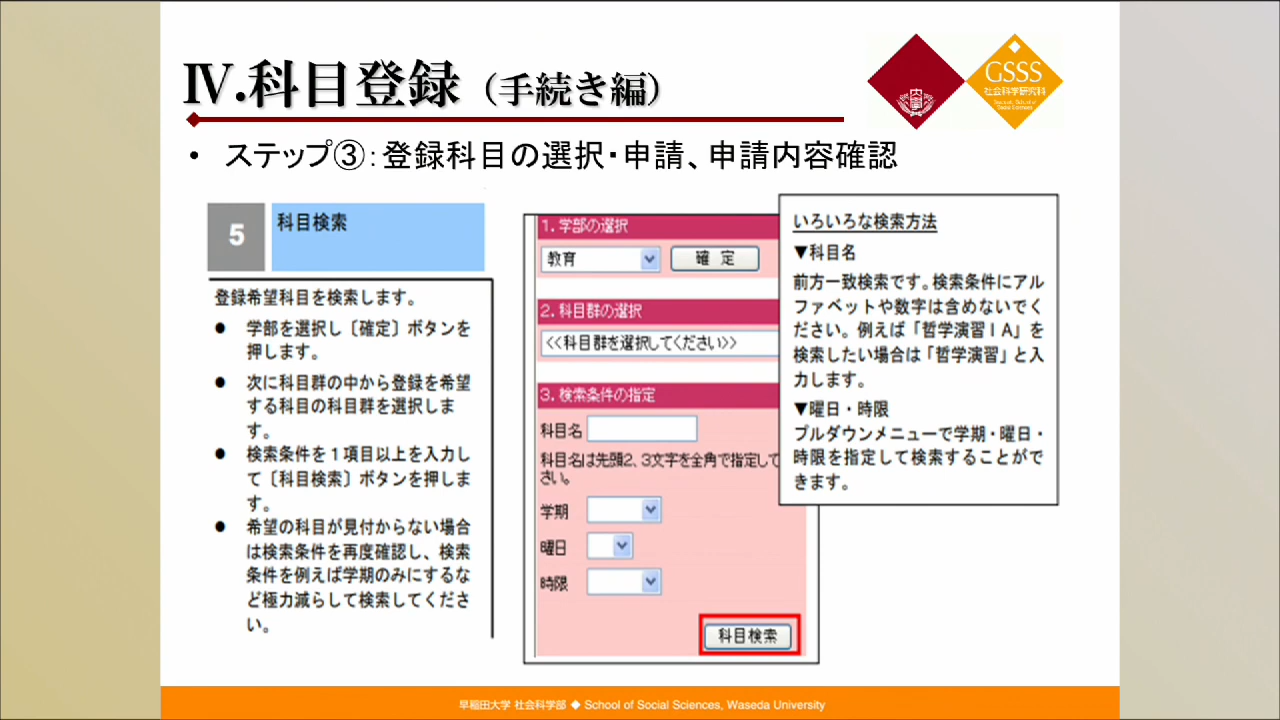 Ⅳ.科目登録（手続き編）
GSSS
社会科学研究科
• ステップ③：登録科目の選択・申請、申請内容確認
5
科目検索
登録希望科目を検索します。
● 学部を選択し〔確定〕ボタンを
押します。
● 次に科目群の中から登録を希望
する科目の科目群を選択しま
す。
● 検索条件を１項目以上を入力し
て〔科目検索〕ボタンを押しま
す。
● 希望の科目が見付からない場合
は検索条件を再度確認し、検索
条件を例えば学期のみにするな
ど極力減らして検索してくださ
い。
1. 学部の選択
教育
確 定
2. 科目群の選択
<<科目群を選択してください>>
3. 検索条件の指定
科目名
科目名は先頭2、3文字を全角で指定して
さい。
学期
曜日
時限
科目検索
いろいろな検索方法
▼科目名
前方一致検索です。検索条件にアル
ファベットや数字は含めないでく
ださい。例えば「哲学演習ⅠA」を
検索したい場合は「哲学演習」と入
力します。
▼曜日・時限
プルダウンメニューで学期・曜日・
時限を指定して検索することがで
きます。
早稲田大学 社会科学部 ◆ School of Social Sciences, Waseda University